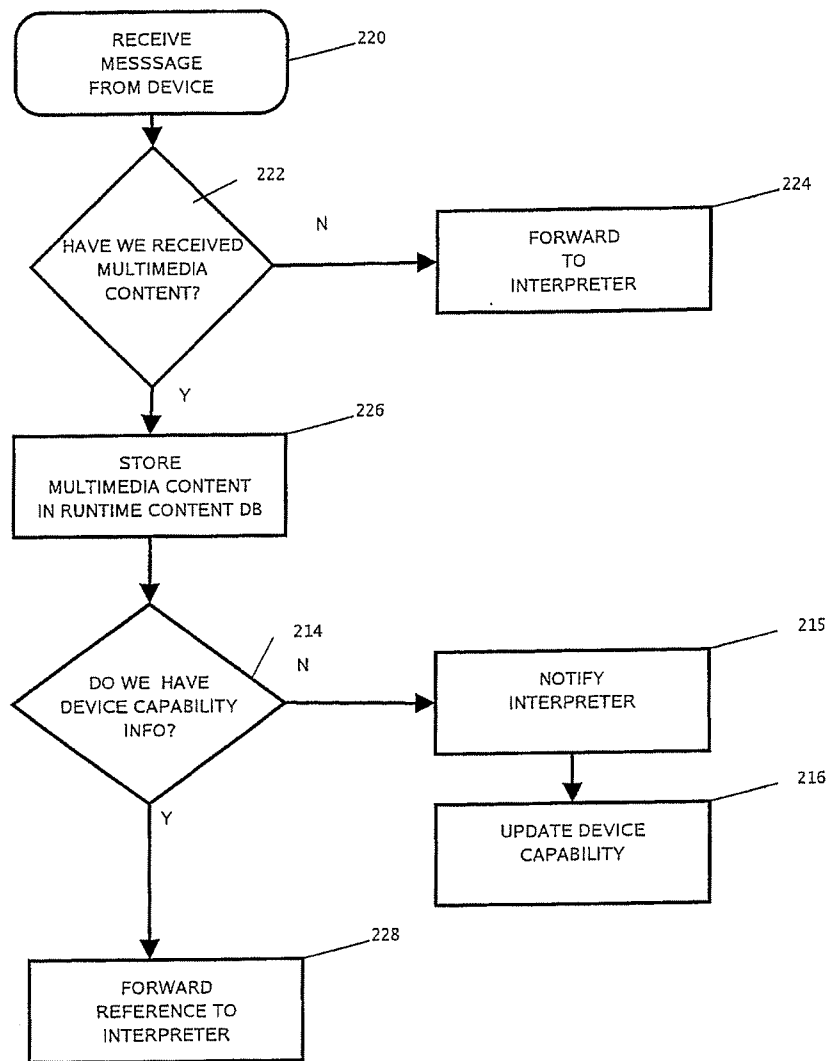 RECEIVE
MESSSAGE
FROM DEVICE
220
222
HAVE WE RECEIVED
MULTIMEDIA
CONTENT?
N
224
FORWARD
TO
INTERPRETER
Y
226
STORE
MULTIMEDIA CONTENT
IN RUNTIME CONTENT DB
214
DO WE HAVE
DEVICE CAPABILITY
INFO?
N
215
NOTIFY
INTERPRETER
216
UPDATE DEVICE
CAPABILITY
Y
228
FORWARD
REFERENCE TO
INTERPRETER